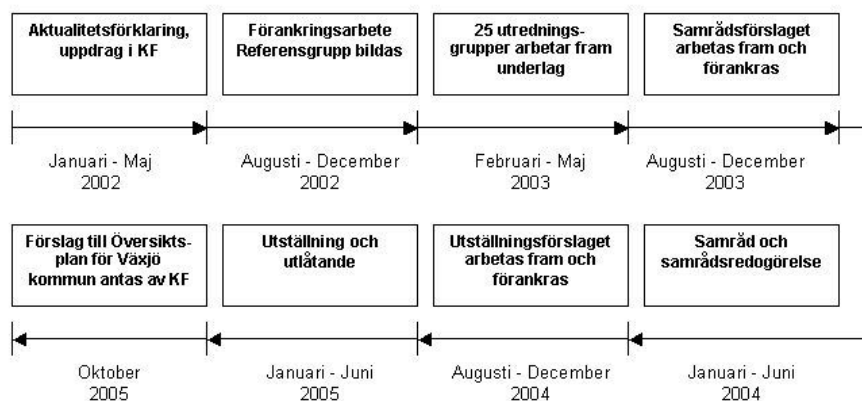 Aktualitetsförklaring,
uppdrag i KF
Förankringsarbete
Referensgrupp bildas
25 utrednings-
grupper arbetar fram
underlag
Samrådsförslaget
arbetas fram och
förankras
Januari - Maj
2002
Augusti - December
2002
Februari - Maj
2003
Augusti - December
2003
Förslag till Översikts-
plan för Växjö
kommun antas av KF
Utställning och
utlåtande
Utställningsförslaget
arbetas fram och
förankras
Samråd och
samrådsredogörelse
Oktober
2005
Januari - Juni
2005
Augusti - December
2004
Januari - Juni
2004